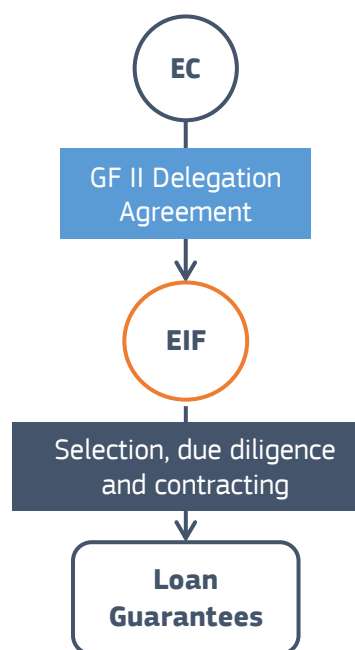 EC
GF II Delegation
Agreement
EIF
Selection, due diligence
and contracting
Loan
Guarantees